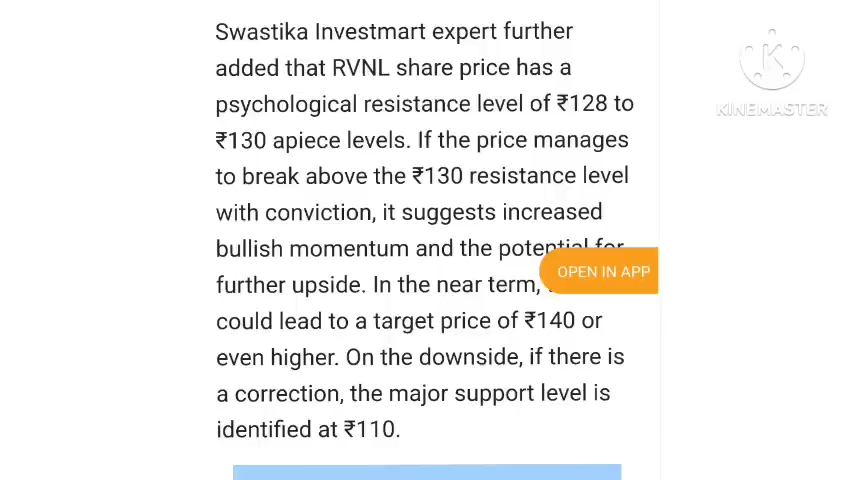 Swastika Investmart expert further
added that RVNL share price has a
psychological resistance level of ₹128 to
₹130 apiece levels. If the price manages
to break above the ₹130 resistance level
with conviction, it suggests increased
bullish momentum and the potential for
further upside. In the near term,
could lead to a target price of ₹140 or
even higher. On the downside, if there is
a correction, the major support level is
identified at ₹110.
OPEN IN APP
K
KINEMASTER